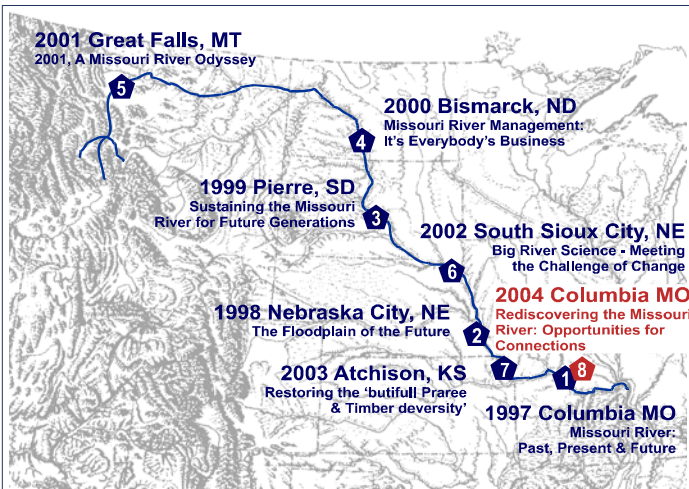 2001 Great Falls, MT
2001, A Missouri River Odyssey
5
2000 Bismarck, ND
Missouri River Management:
It's Everybody's Business
4
1999 Pierre, SD
Sustaining the Missouri
River for Future Generations
3
2002 South Sioux City, NE
Big River Science - Meeting
the Challenge of Change
6
2004 Columbia MO
Rediscovering the Missouri
River: Opportunities for
Connections
1998 Nebraska City, NE
The Floodplain of the Future
2
2003 Atchison, KS
Restoring the 'butifull Praree
& Timber deversity'
7
1
8
1997 Columbia MO
Missouri River:
Past, Present & Future